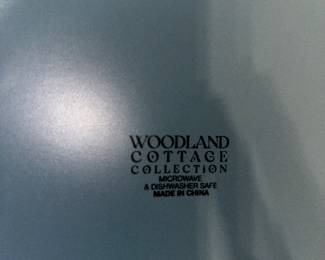 WOODLAND
COTTAGE
COLLECTION
MICROWAVE
& DISHWASHER SAFE
MADE IN CHINA